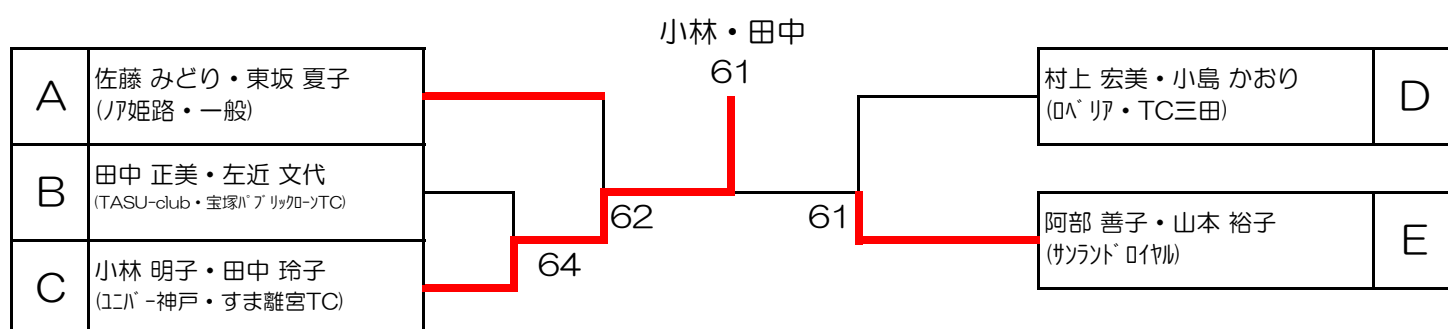 小林・田中
61
A
佐藤 みどり・東坂 夏子
(ﾉｱ姫路・一般)
B
田中 正美・左近 文代
(TASU-club・宝塚ﾊﾟﾌﾞﾘｯｸﾛｰﾝTC)
C
小林 明子・田中 玲子
(ﾕﾆﾊﾞｰ神戸・すま離宮TC)
64
62
61
村上 宏美・小島 かおり
(ﾛﾍﾞﾘｱ・TC三田)
D
阿部 善子・山本 裕子
(ｻﾝﾗﾝﾄﾞﾛｲﾔﾙ)
E